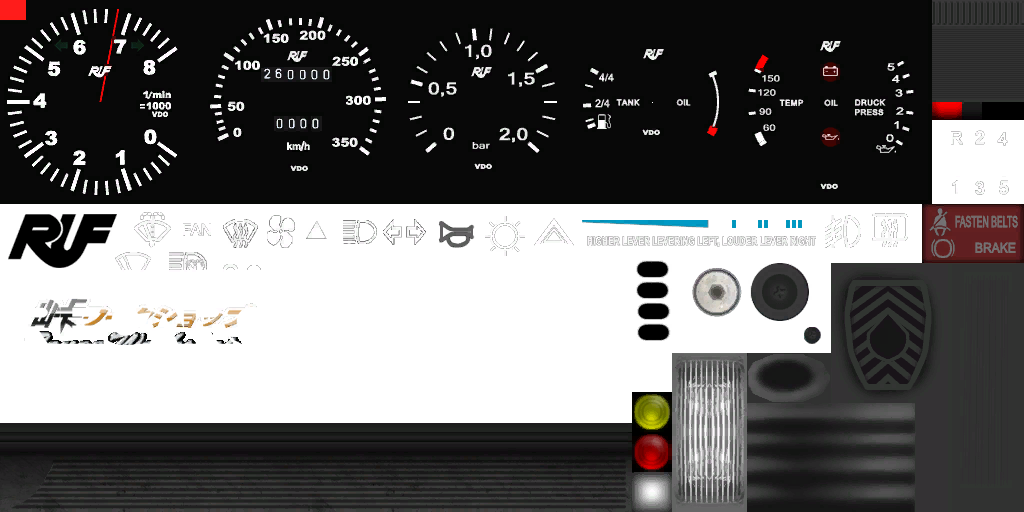 6 7
5 RUF 8
4 1/min =1000 VDO
3 0
2 1
150 200
100 RUF 250
260000
50 300
0 0000 350
km/h
VDO
1,0
0,5 RUF 1,5
0 bar 2,0
VDO
RUF
4/4
2/4 TANK OIL
VDO
RUF
150
120 TEMP OIL DRUCK PRESS
90
60
5
4
3
2
1
0
VDO
R 2 4
1 3 5
RUF
FAN
HIGHER LEVER LEVERING LEFT, LOUDER LEVER RIGHT
FASTEN BELTS
BRAKE